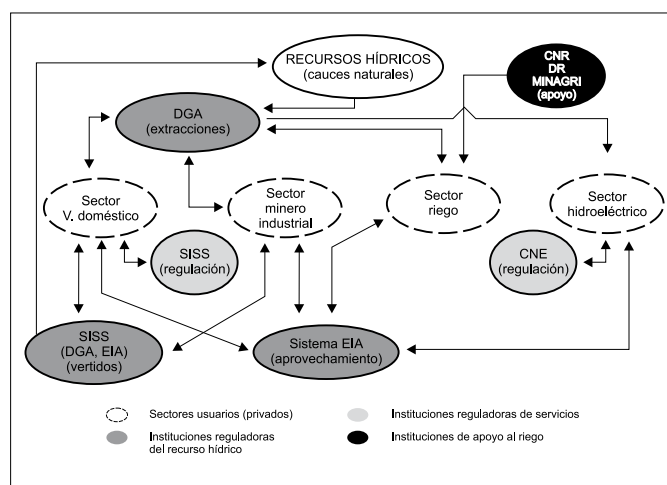 RECURSOS HÍDRICOS
(cauces naturales)
CNR
DR
MINAGRI
(apoyo)
DGA
(extracciones)
Sector
V. doméstico
Sector
minero
industrial
Sector
riego
Sector
hidroeléctrico
SISS
(regulación)
CNE
(regulación)
SISS
(DGA, EIA)
(vertidos)
Sistema EIA
(aprovechamiento)
Sectores usuarios (privados)
Instituciones reguladoras de servicios
Instituciones reguladoras
del recurso hídrico
Instituciones de apoyo al riego